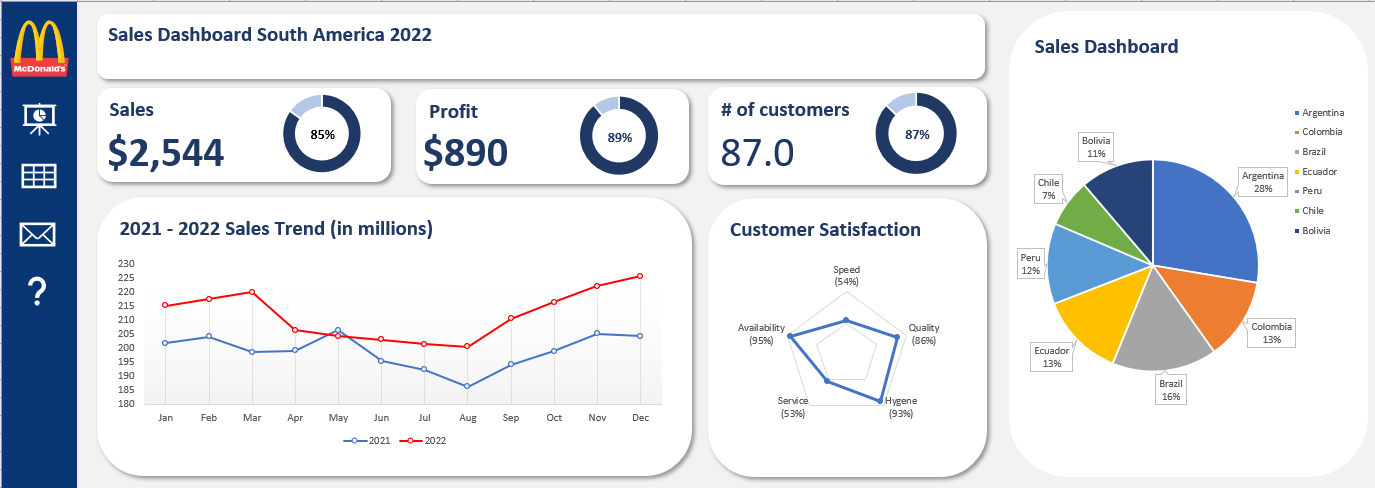 McDonald's
Sales Dashboard South America 2022
Sales
$2,544
85%
Profit
$890
89%
# of customers
87.0
87%
2021 - 2022 Sales Trend (in millions)
230
225
220
215
210
205
200
195
190
185
180
Jan Feb Mar Apr May Jun Jul Aug Sep Oct Nov Dec
2021 2022
Customer Satisfaction
Speed
(54%)
Quality
(86%)
Hygene
(93%)
Service
(53%)
Availability
(95%)
Sales Dashboard
Argentina
Colombia
Brazil
Ecuador
Peru
Chile
Bolivia
Argentina
28%
Colombia
13%
Brazil
16%
Ecuador
13%
Peru
12%
Chile
7%
Bolivia
11%
?